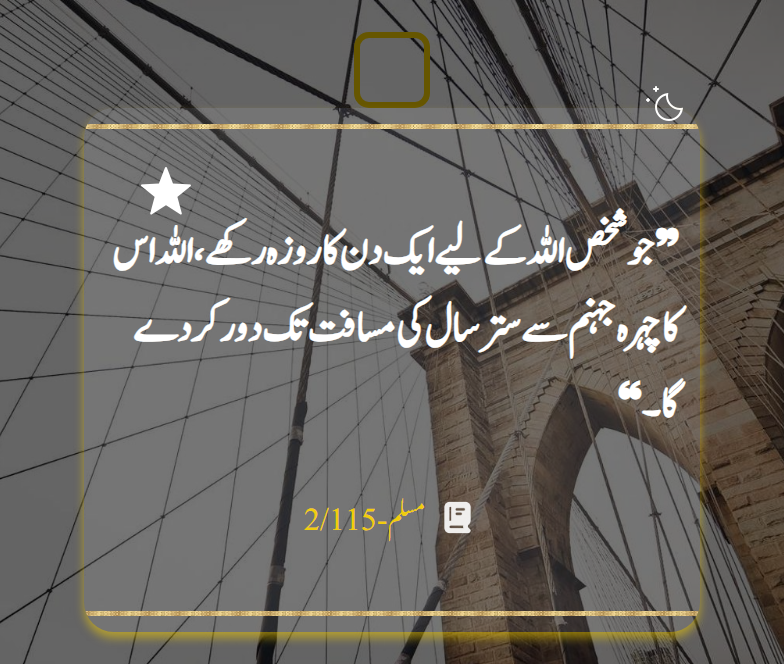 ”جو شخص اللہ کے لیے ایک دن کا روزہ رکھے، اللہ اس
کا چہرہ جہنم سے ستر سال کی مسافت تک دور کر دے
گا۔“
مسلم-2/115